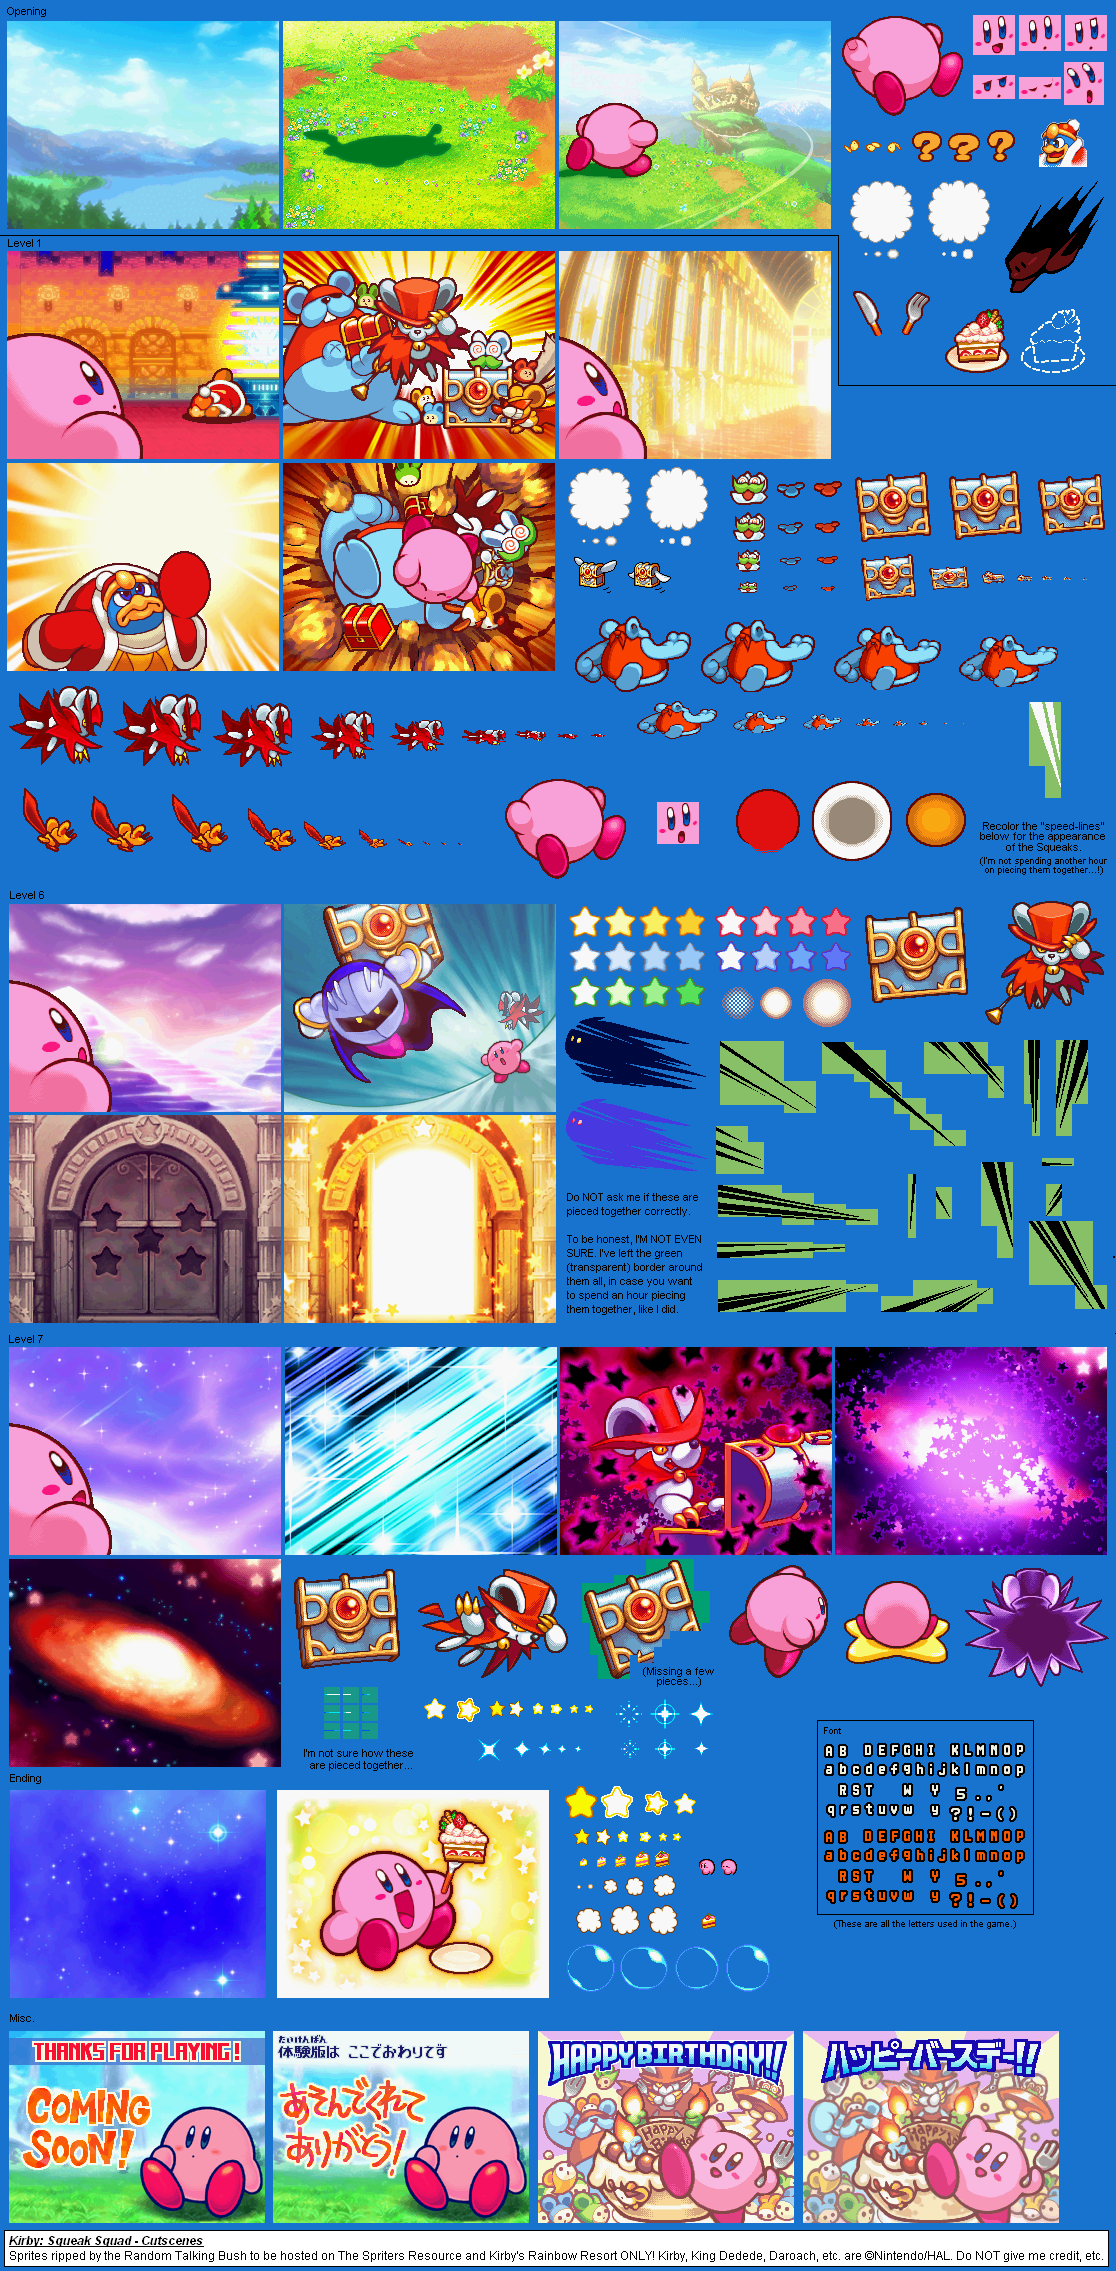 Opening
Level 1
Recolor the "speed-lines"
below for the appearance
of the Squeaks.
(I'm not spending another hour
on piecing them together...!)
Level 6
Do NOT ask me if these are
pieced together correctly.
To be honest, I'M NOT EVEN
SURE. I've left the green
(transparent) border around
them all, in case you want
to spend an hour piecing
them together, like I did.
Level 7
(Missing a few
pieces...)
I'm not sure how these
are pieced together...
Font
AB DEFGHI KLMNOP
abcdefghijklmnop
RST W Y S..'
qrstuvw y ?!-()
AB DEFGHI KLMNOP
abcdefghijklmnop
RST W Y S..'
qrstuvw y ?!-()
(These are all the letters used in the game.)
Ending
Misc.
THANKS FOR PLAYING!
COMING
SOON!
たいけんばん
体験版は ここでおわりです
あそんでくれて
ありがとう!
HAPPY BIRTHDAY!!
Happy
ハッピーバースデー!!
Happy
Kirby: Squeak Squad - Cutscenes
Sprites ripped by the Random Talking Bush to be hosted on The Spriters Resource and Kirby's Rainbow Resort ONLY! Kirby, King Dedede, Daroach, etc. are ©Nintendo/HAL. Do NOT give me credit, etc.